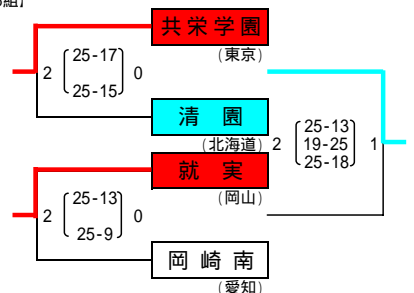 組】
共栄学園
(東京)
2 25-17 0
25-15
清園
(北海道)
2 25-13 1
19-25
25-18
就実
(岡山)
2 25-13 0
25-9
岡崎南
(愛知)